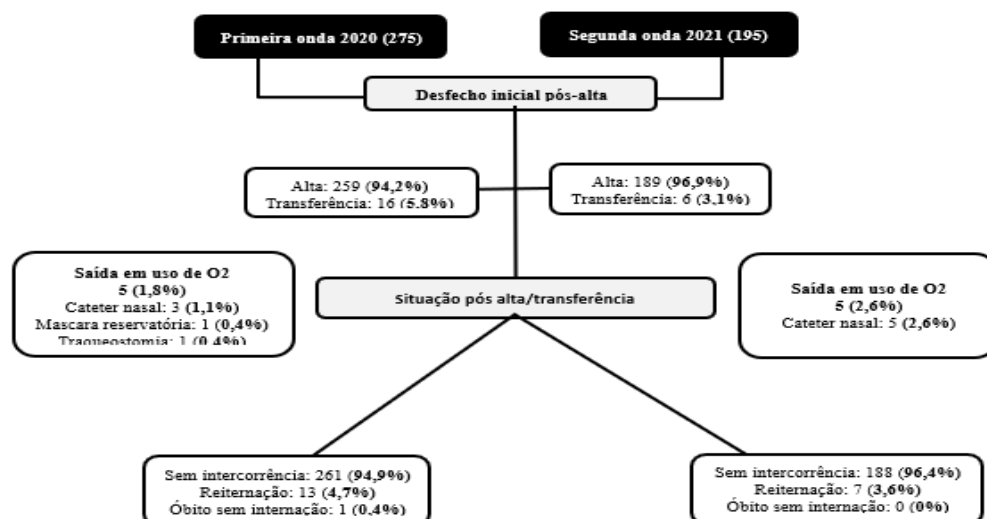 Primeira onda 2020 (275)
Segunda onda 2021 (195)
Desfecho inicial pós-alta
Alta: 259 (94,2%)
Transferência: 16 (5,8%)
Alta: 189 (96,9%)
Transferência: 6 (3,1%)
Saída em uso de O2
5 (1,8%)
Cateter nasal: 3 (1,1%)
Mascara reservatória: 1 (0,4%)
Traqueostomia: 1 (0,4%)
Situação pós alta/transferência
Saída em uso de O2
5 (2,6%)
Cateter nasal: 5 (2,6%)
Sem intercorrência: 261 (94,9%)
Reiternação: 13 (4,7%)
Óbito sem internação: 1 (0,4%)
Sem intercorrência: 188 (96,4%)
Reiternação: 7 (3,6%)
Óbito sem internação: 0 (0%)